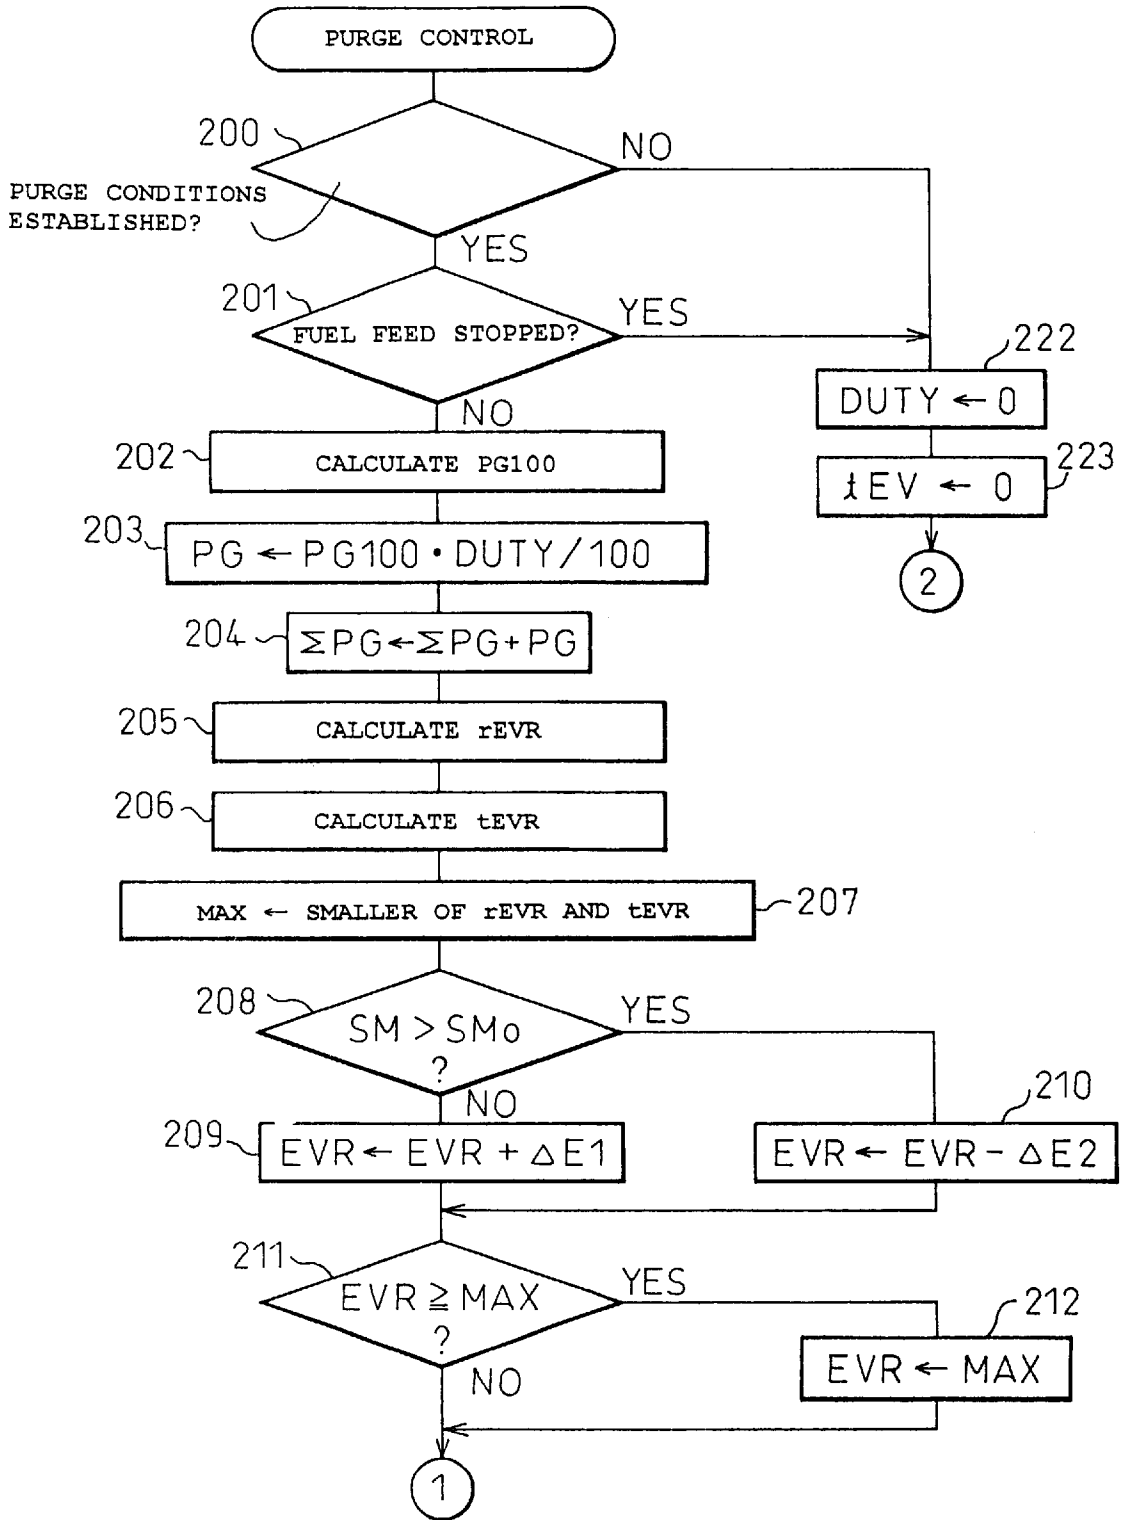 PURGE CONTROL
200
NO
PURGE CONDITIONS
ESTABLISHED?
YES
201
FUEL FEED STOPPED?
YES
222
DUTY ← 0
NO
202
CALCULATE PG100
223
tEV ← 0
203
PG ← PG100 · DUTY/100
2
204
ΣPG←ΣPG+PG
205
CALCULATE rEVR
206
CALCULATE tEVR
MAX ← SMALLER OF rEVR AND tEVR
207
208
SM > SMo
?
YES
NO
210
209
EVR ← EVR + ΔE1
EVR ← EVR - ΔE2
211
EVR ≧ MAX
?
YES
212
NO
EVR ← MAX
1